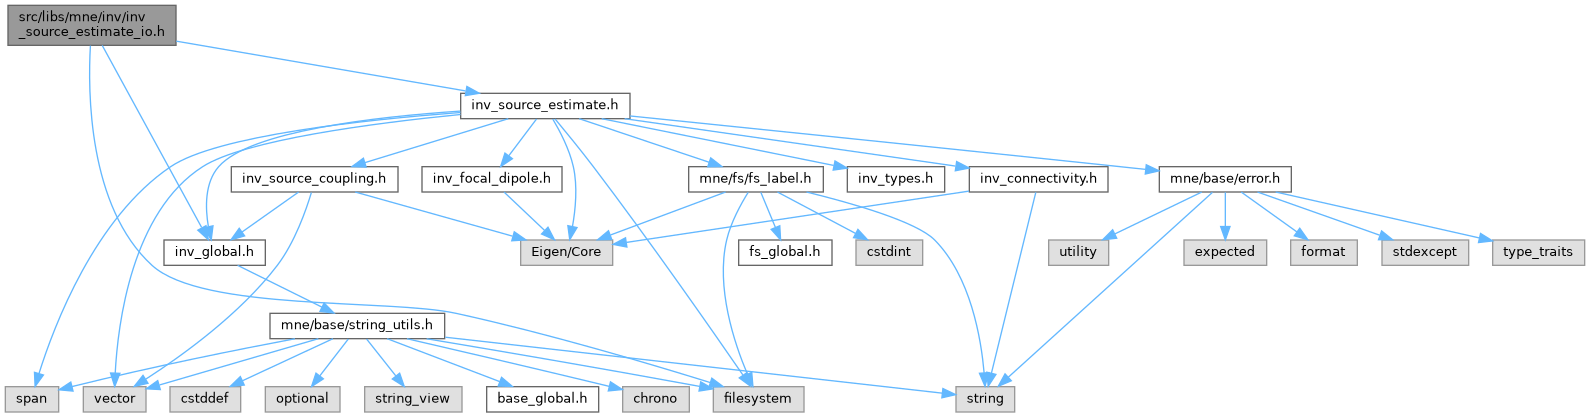 src/libs/mne/inv/inv
_source_estimate_io.h
inv_source_estimate.h
inv_source_coupling.h
inv_focal_dipole.h
mne/fs/fs_label.h
inv_types.h
inv_connectivity.h
mne/base/error.h
inv_global.h
Eigen/Core
fs_global.h
cstdint
utility
expected
format
stdexcept
type_traits
mne/base/string_utils.h
span
vector
cstddef
optional
string_view
base_global.h
chrono
filesystem
string